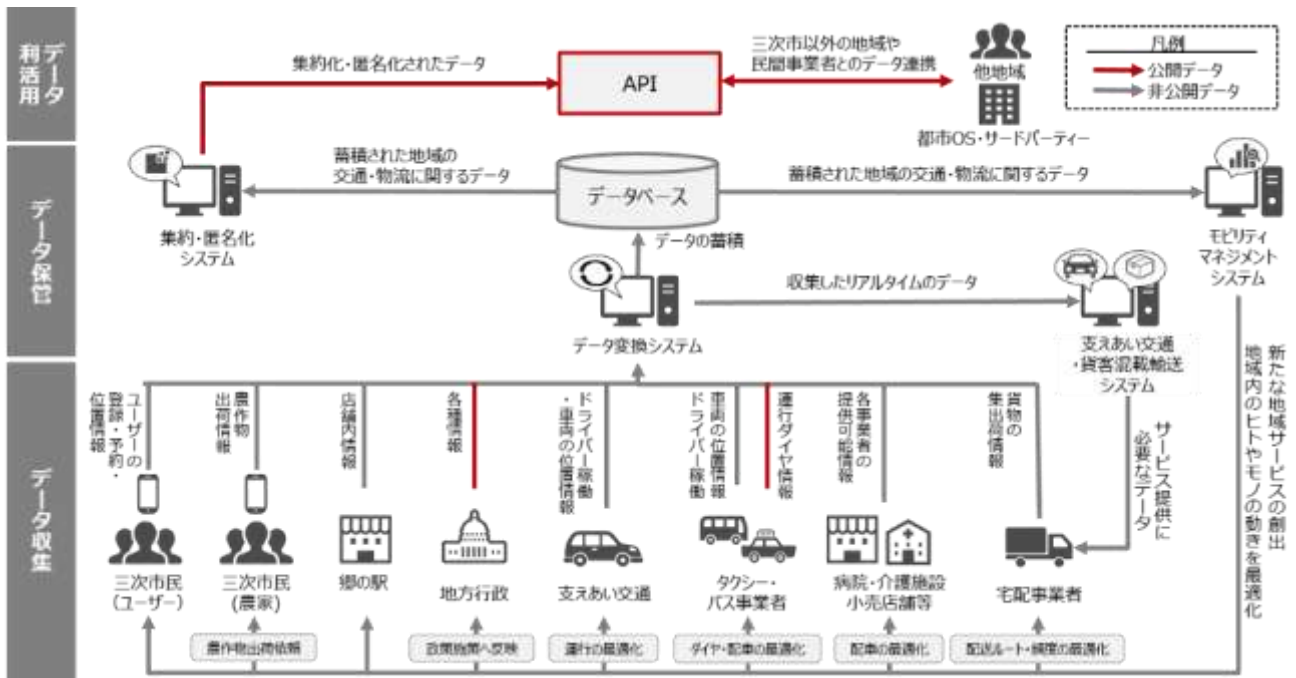 データ
利活用
集約化・匿名化されたデータ
API
三次市以外の地域や
民間事業者とのデータ連携
他地域
都市OS・サードパーティー
凡例
公開データ
非公開データ
データ保管
集約・匿名化
システム
蓄積された地域の
交通・物流に関するデータ
データベース
蓄積された地域の交通・物流に関するデータ
モビリティ
マネジメント
システム
データの蓄積
データ変換システム
収集したリアルタイムのデータ
支えあい交通
・貨客混載輸送
システム
データ収集
ユーザーの
登録・予約・
位置情報
農作物
出荷情報
店舗内情報
各種情報
ドライバー稼働
・車両の位置情報
車両の位置情報
ドライバー稼働
運行ダイヤ情報
各事業者の
提供可能情報
貨物の
集出荷情報
サービス提供に
必要なデータ
新たな地域サービスの創出
地域内のヒトやモノの動きを最適化
三次市民
(ユーザー)
三次市民
(農家)
郷の駅
地方行政
支えあい交通
タクシー・
バス事業者
病院・介護施設
小売店舗等
宅配事業者
農作物出荷依頼
政策施策へ反映
運行の最適化
ダイヤ・配車の最適化
配車の最適化
配送ルート・頻度の最適化